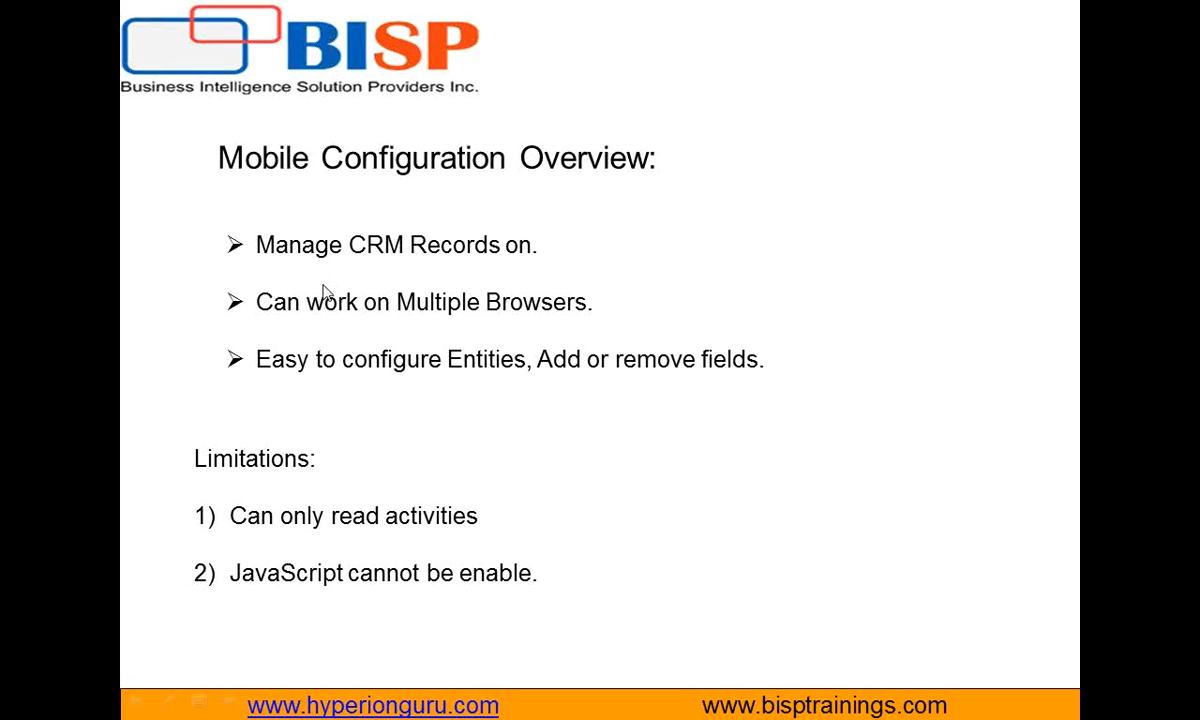 BISP
Business Intelligence Solution Providers Inc.
Mobile Configuration Overview:
Manage CRM Records on.
Can work on Multiple Browsers.
Easy to configure Entities, Add or remove fields.
Limitations:
1) Can only read activities
2) JavaScript cannot be enable.
www.hyperionguru.com www.bisptrainings.com